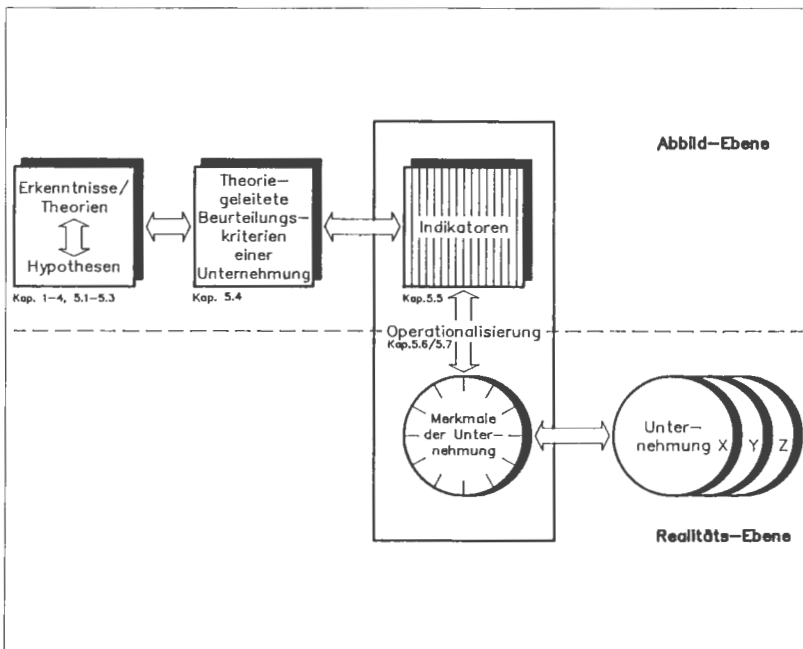 Abbild-Ebene
Erkenntnisse/
Theorien
Hypothesen
Kap. 1-4, 5.1-5.3
Theorie-
geleitete
Beurteilungs-
kriterien
einer
Unternehmung
Kap. 5.4
Indikatoren
Kap.5.5
Operationalisierung
Kap.5.6/5.7
Merkmale
der Unter-
nehmung
Unter-
nehmung X Y Z
Realitäts-Ebene